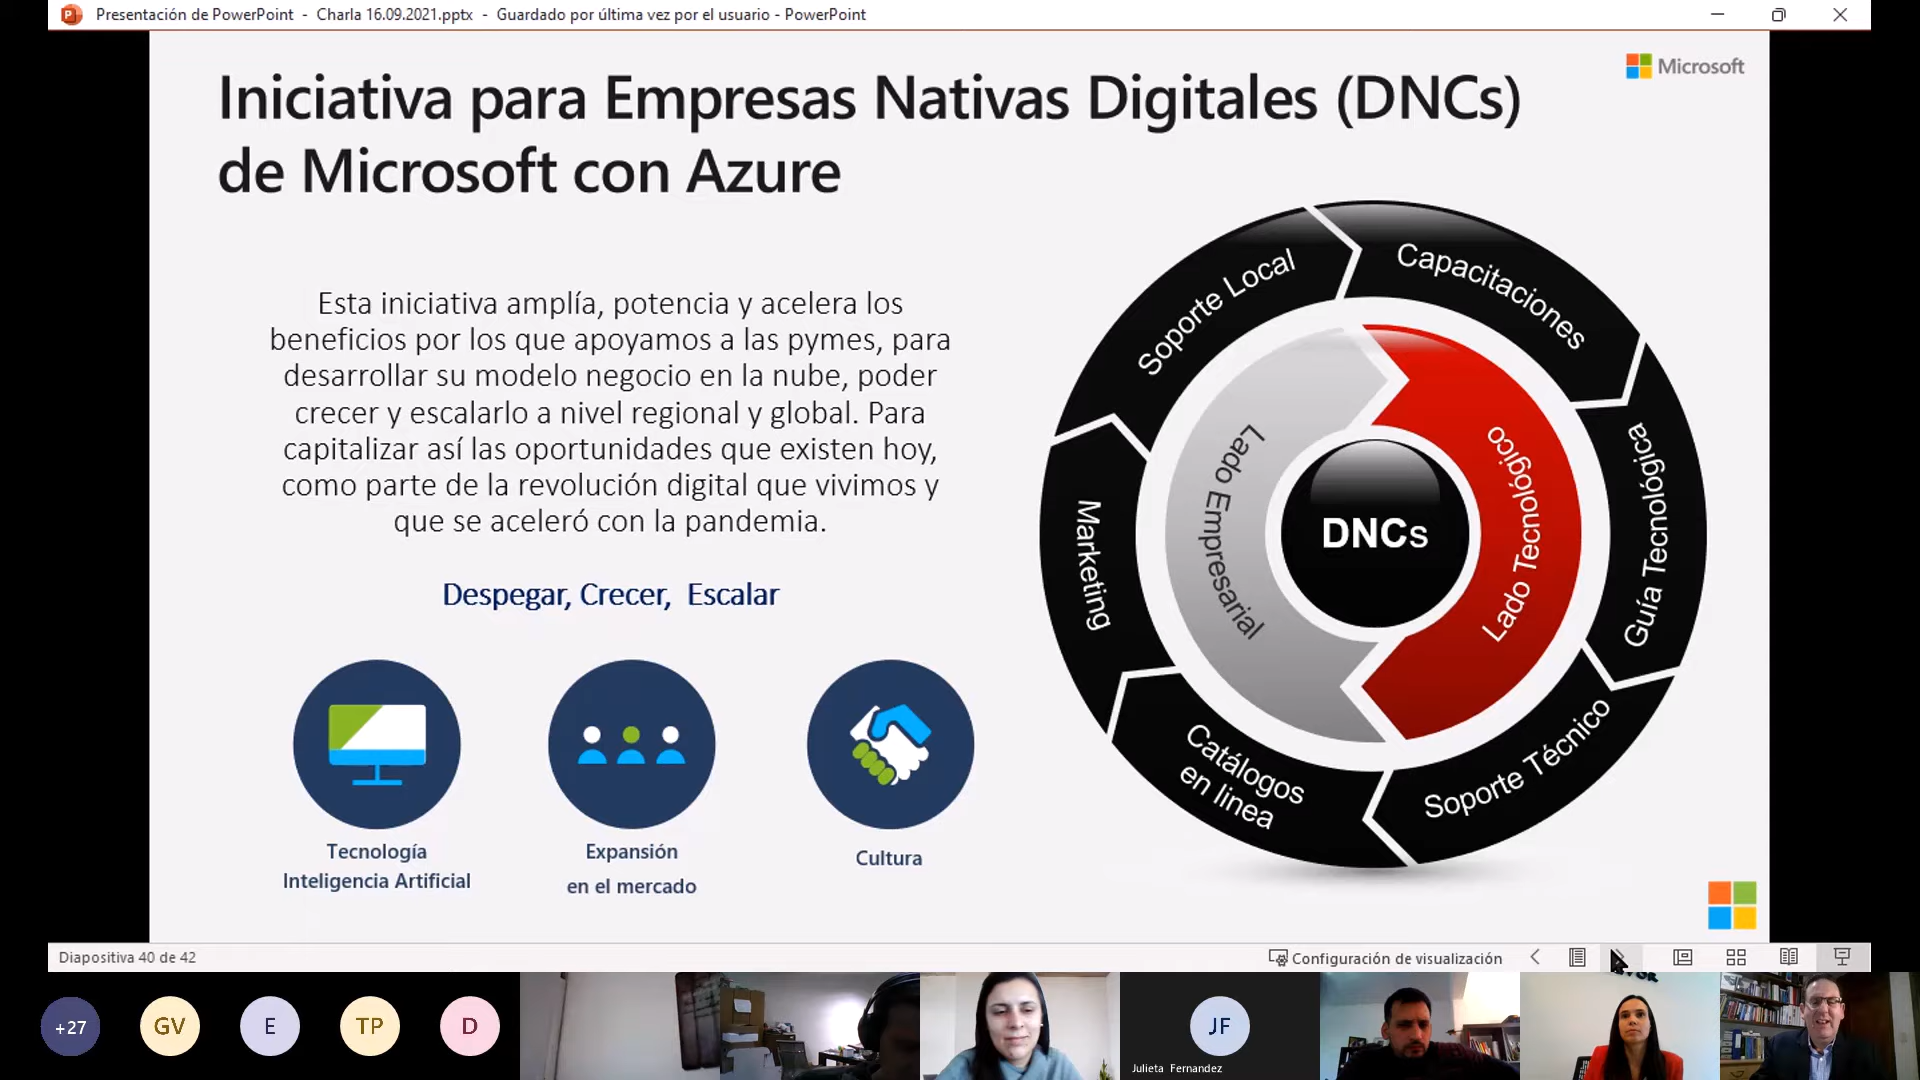 Presentación de PowerPoint - Charla 16.09.2021.pptx - Guardado por última vez por el usuario - PowerPoint
Microsoft
Iniciativa para Empresas Nativas Digitales (DNCs)
de Microsoft con Azure
Esta iniciativa amplía, potencia y acelera los
beneficios por los que apoyamos a las pymes, para
desarrollar su modelo negocio en la nube, poder
crecer y escalarlo a nivel regional y global. Para
capitalizar así las oportunidades que existen hoy,
como parte de la revolución digital que vivimos y
que se aceleró con la pandemia.
Despegar, Crecer, Escalar
Tecnología
Inteligencia Artificial
Expansión
en el mercado
Cultura
Soporte Local
Capacitaciones
Guía Tecnológica
Soporte Técnico
Catálogos
en linea
Marketing
Lado Empresarial
Lado Tecnológico
DNCs
Diapositiva 40 de 42
Configuración de visualización
+27
GV
E
TP
D
JF
Julieta Fernandez